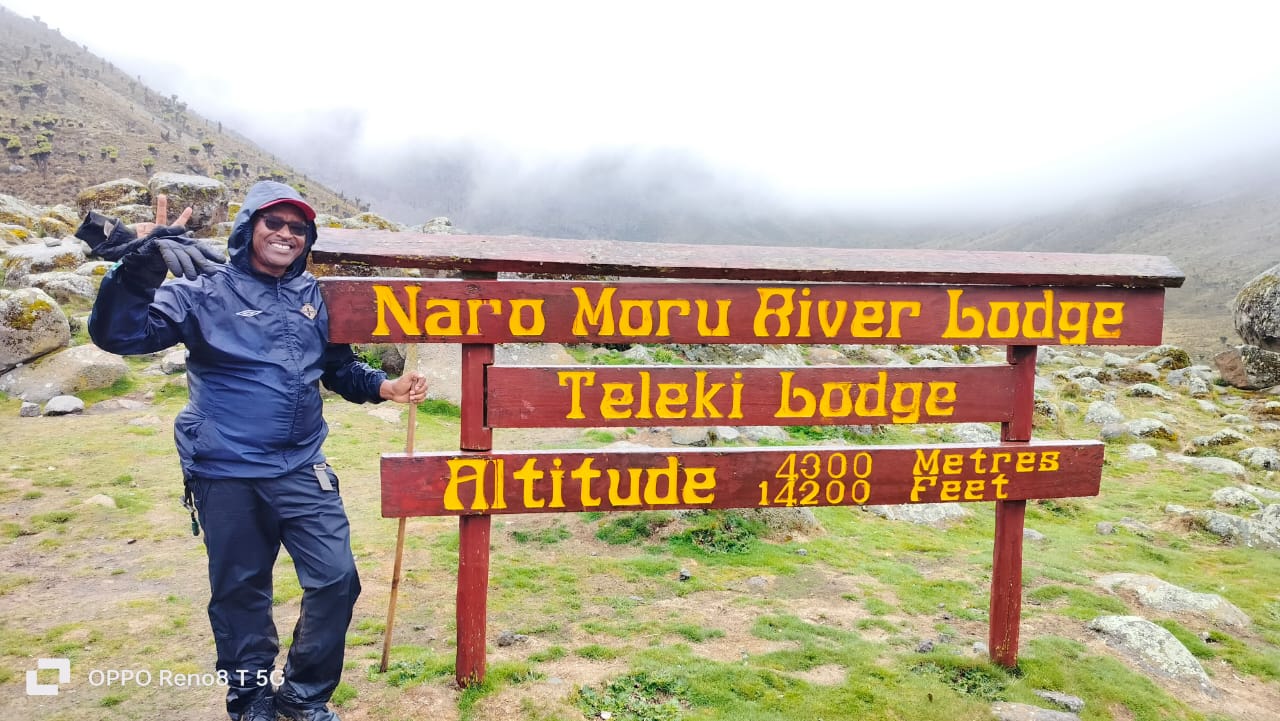 Naro Moru River Lodge
Teleki Lodge
Altitude 4300 Metres
14200 Feet
OPPO Reno8 T 5G